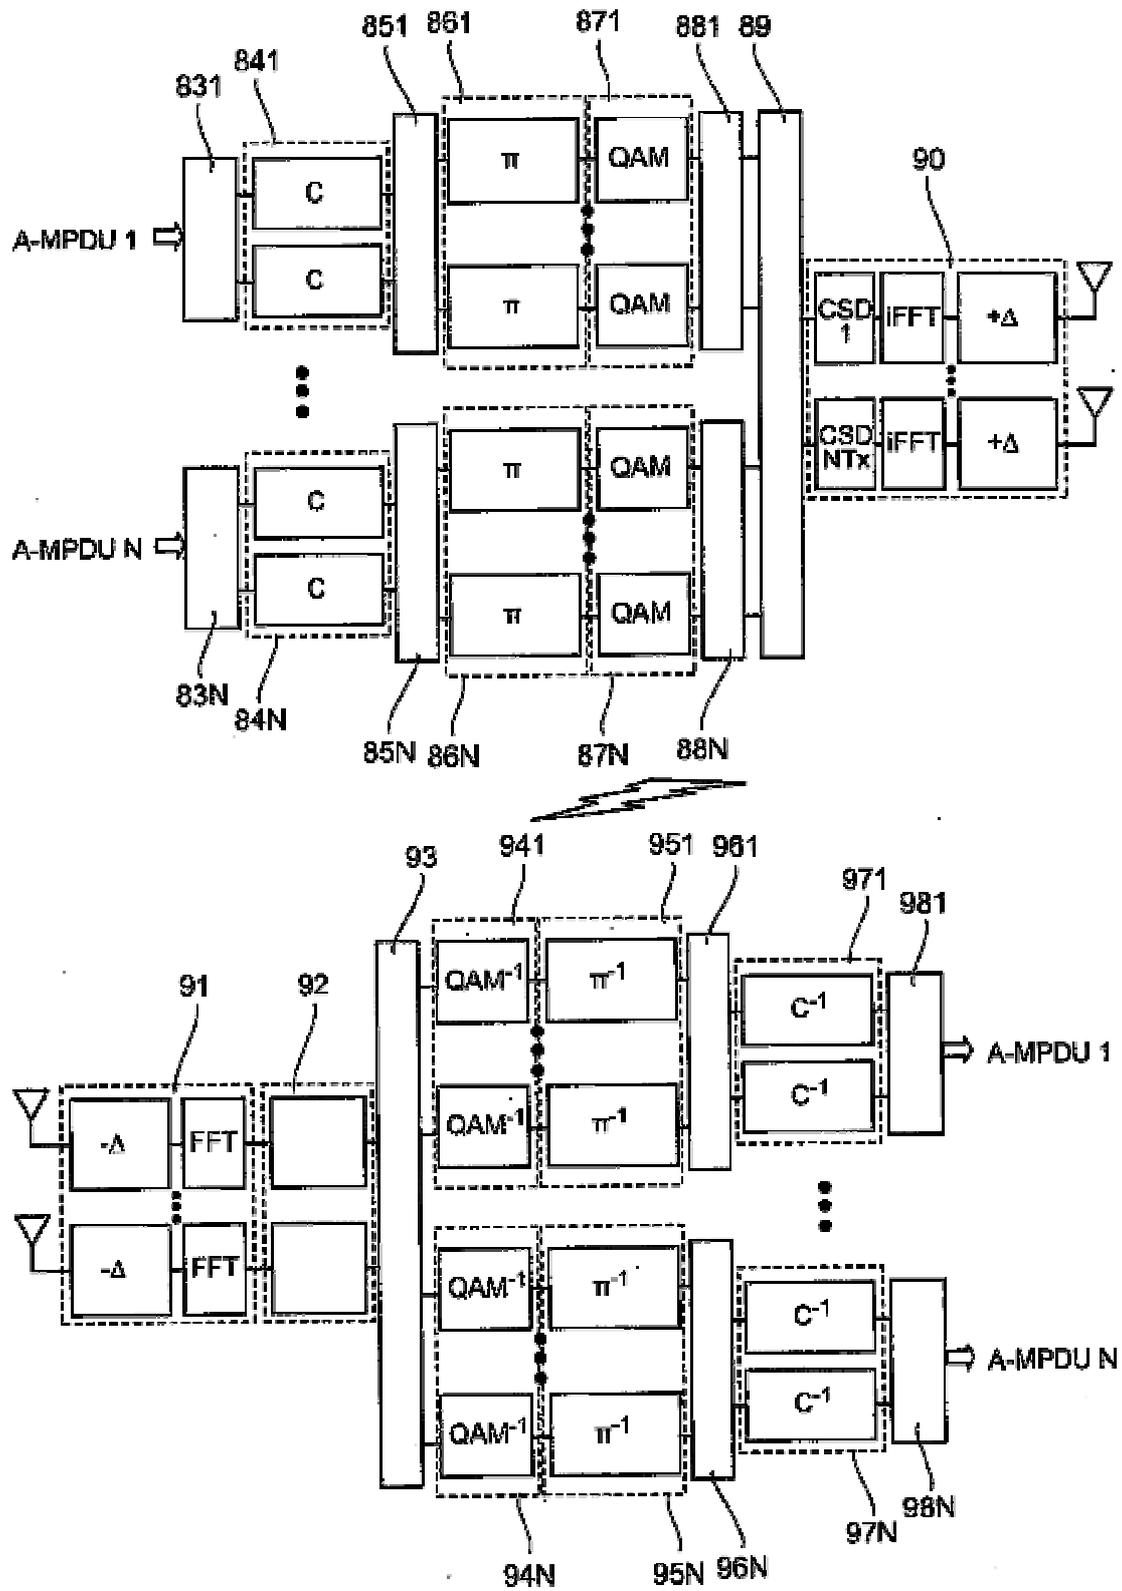 851 861 871 881 89
841
831
π QAM
90
C
A-MPDU 1
C
π QAM
CSD 1 iFFT +Δ
CSD NTx iFFT +Δ
π QAM
C
A-MPDU N
C
π QAM
83N
84N
85N 86N 87N 88N
941 951 961
93
971
981
QAM⁻¹ π⁻¹
91 92
C⁻¹
A-MPDU 1
C⁻¹
QAM⁻¹ π⁻¹
-Δ FFT
-Δ FFT
QAM⁻¹ π⁻¹
C⁻¹
A-MPDU N
C⁻¹
QAM⁻¹ π⁻¹
98N
97N
94N 95N 96N